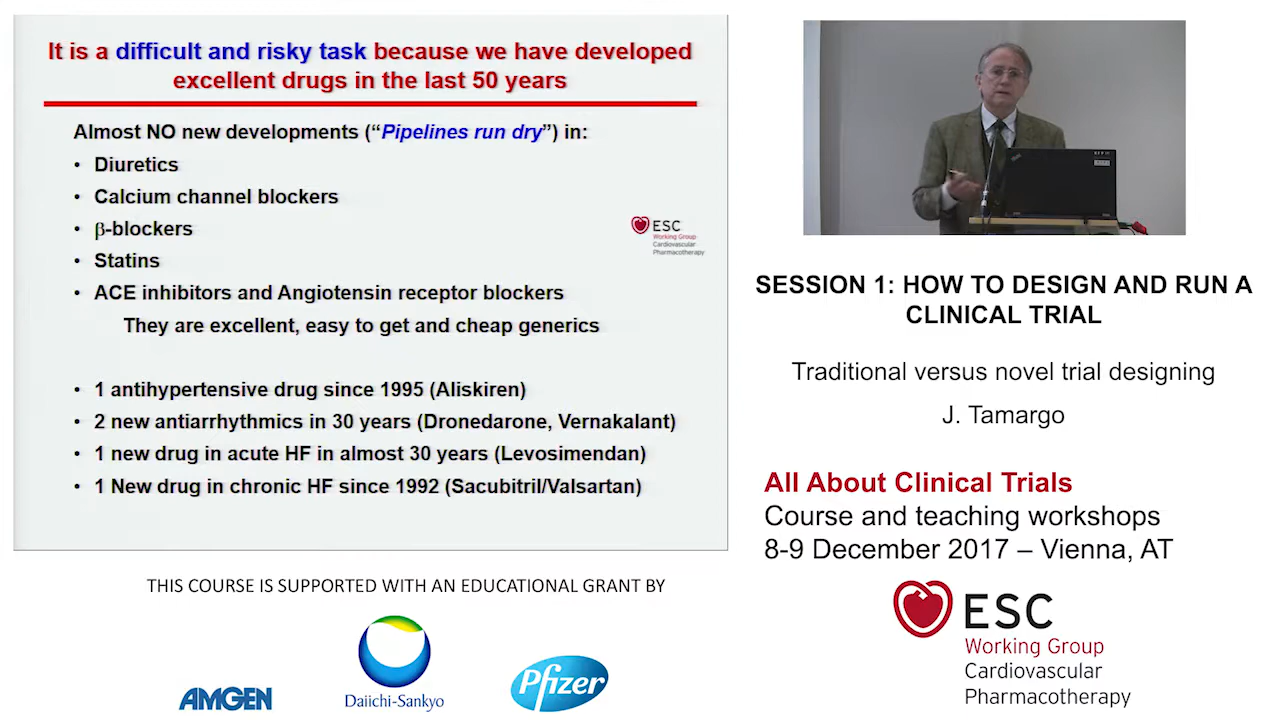 It is a difficult and risky task because we have developed
excellent drugs in the last 50 years
Almost NO new developments (“Pipelines run dry”) in:
• Diuretics
• Calcium channel blockers
• β-blockers
• Statins
• ACE inhibitors and Angiotensin receptor blockers
They are excellent, easy to get and cheap generics
• 1 antihypertensive drug since 1995 (Aliskiren)
• 2 new antiarrhythmics in 30 years (Dronedarone, Vernakalant)
• 1 new drug in acute HF in almost 30 years (Levosimendan)
• 1 New drug in chronic HF since 1992 (Sacubitril/Valsartan)
ESC
Working Group
Cardiovascular
Pharmacotherapy
THIS COURSE IS SUPPORTED WITH AN EDUCATIONAL GRANT BY
AMGEN
Daiichi-Sankyo
Pfizer
SESSION 1: HOW TO DESIGN AND RUN A
CLINICAL TRIAL
Traditional versus novel trial designing
J. Tamargo
All About Clinical Trials
Course and teaching workshops
8-9 December 2017 – Vienna, AT
ESC
Working Group
Cardiovascular
Pharmacotherapy